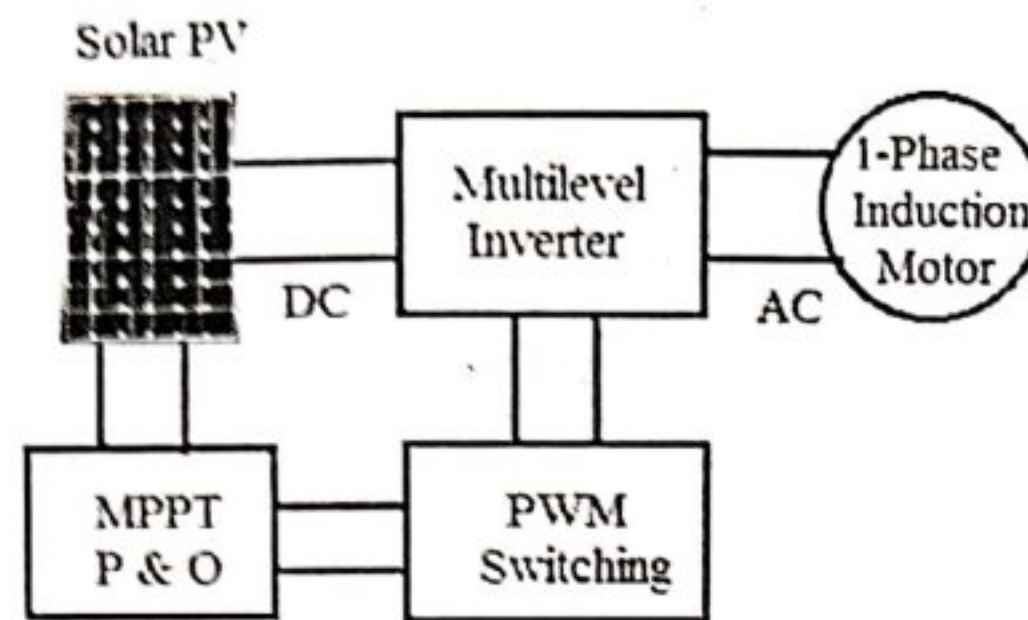 Solar PV
Multilevel
Inverter
1-Phase
Induction
Motor
DC
AC
MPPT
P & O
PWM
Switching